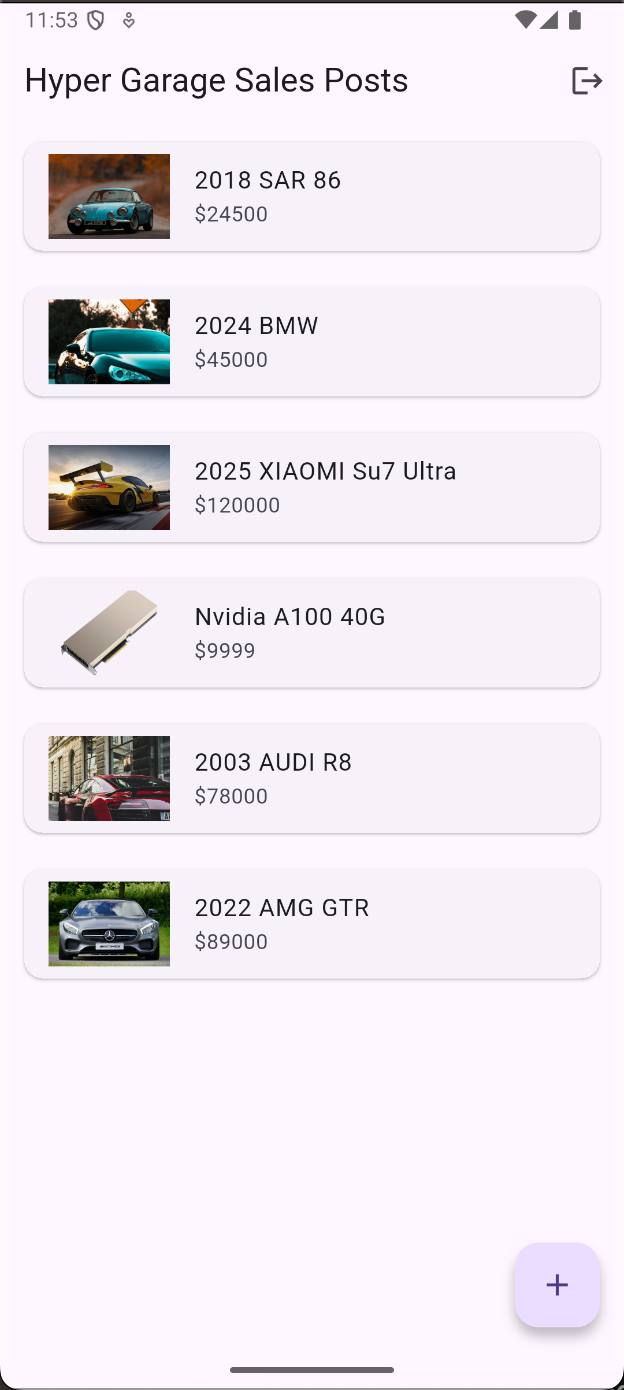 11:53
Hyper Garage Sales Posts
2018 SAR 86
$24500
2024 BMW
$45000
2025 XIAOMI Su7 Ultra
$120000
Nvidia A100 40G
$9999
2003 AUDI R8
$78000
2022 AMG GTR
$89000